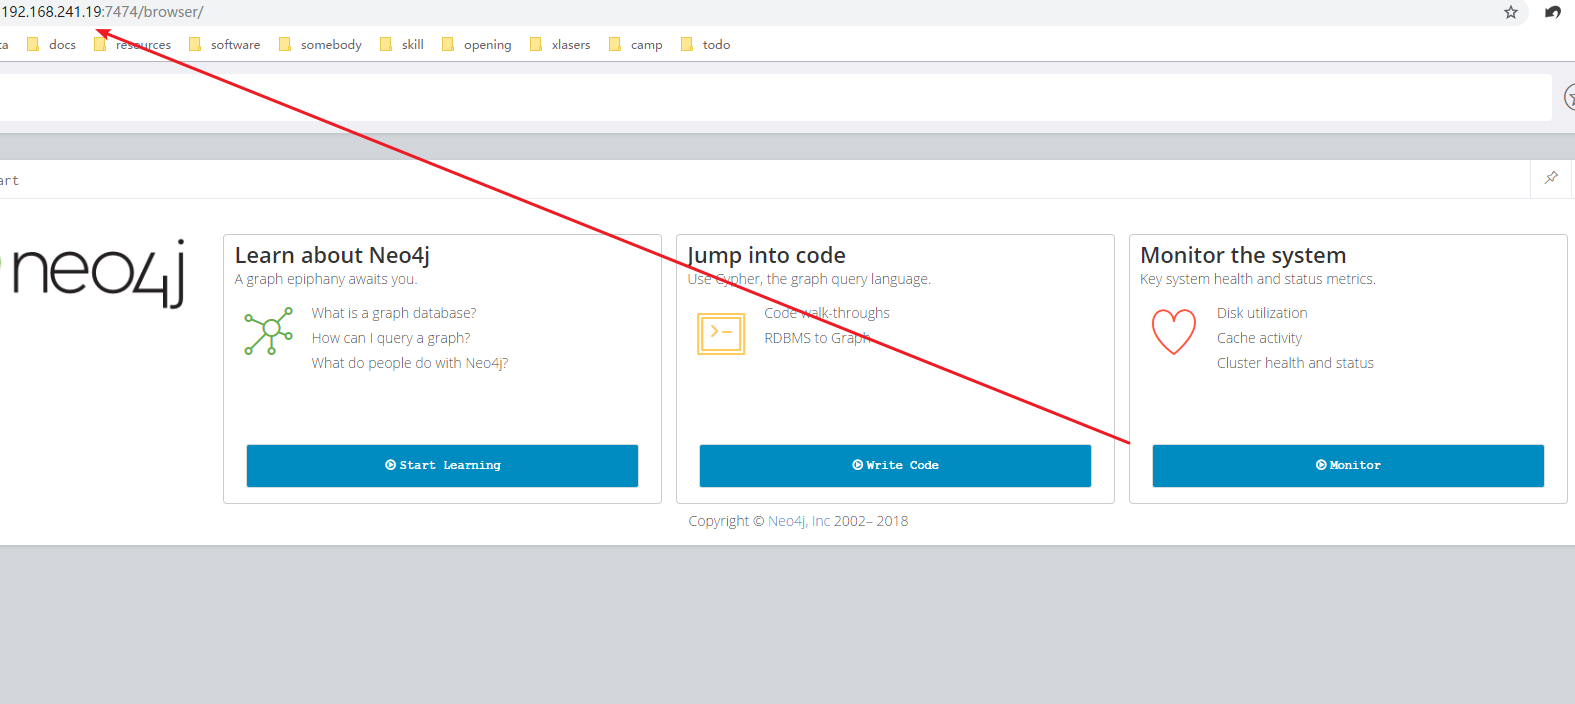 192.168.241.19:7474/browser/
ta docs resources software somebody skill opening xlasers camp todo
art
neo4j
Learn about Neo4j
A graph epiphany awaits you.
What is a graph database?
How can I query a graph?
What do people do with Neo4j?
Start Learning
Jump into code
Use Cypher, the graph query language.
Code walk-throughs
RDBMS to Graph
Write Code
Monitor the system
Key system health and status metrics.
Disk utilization
Cache activity
Cluster health and status
Monitor
Copyright © Neo4j, Inc 2002– 2018